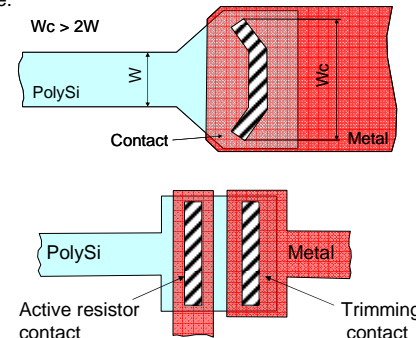 e.
Wc > 2W
W
Wc
PolySi
Contact
Metal
PolySi
Metal
Active resistor
contact
Trimming
contact